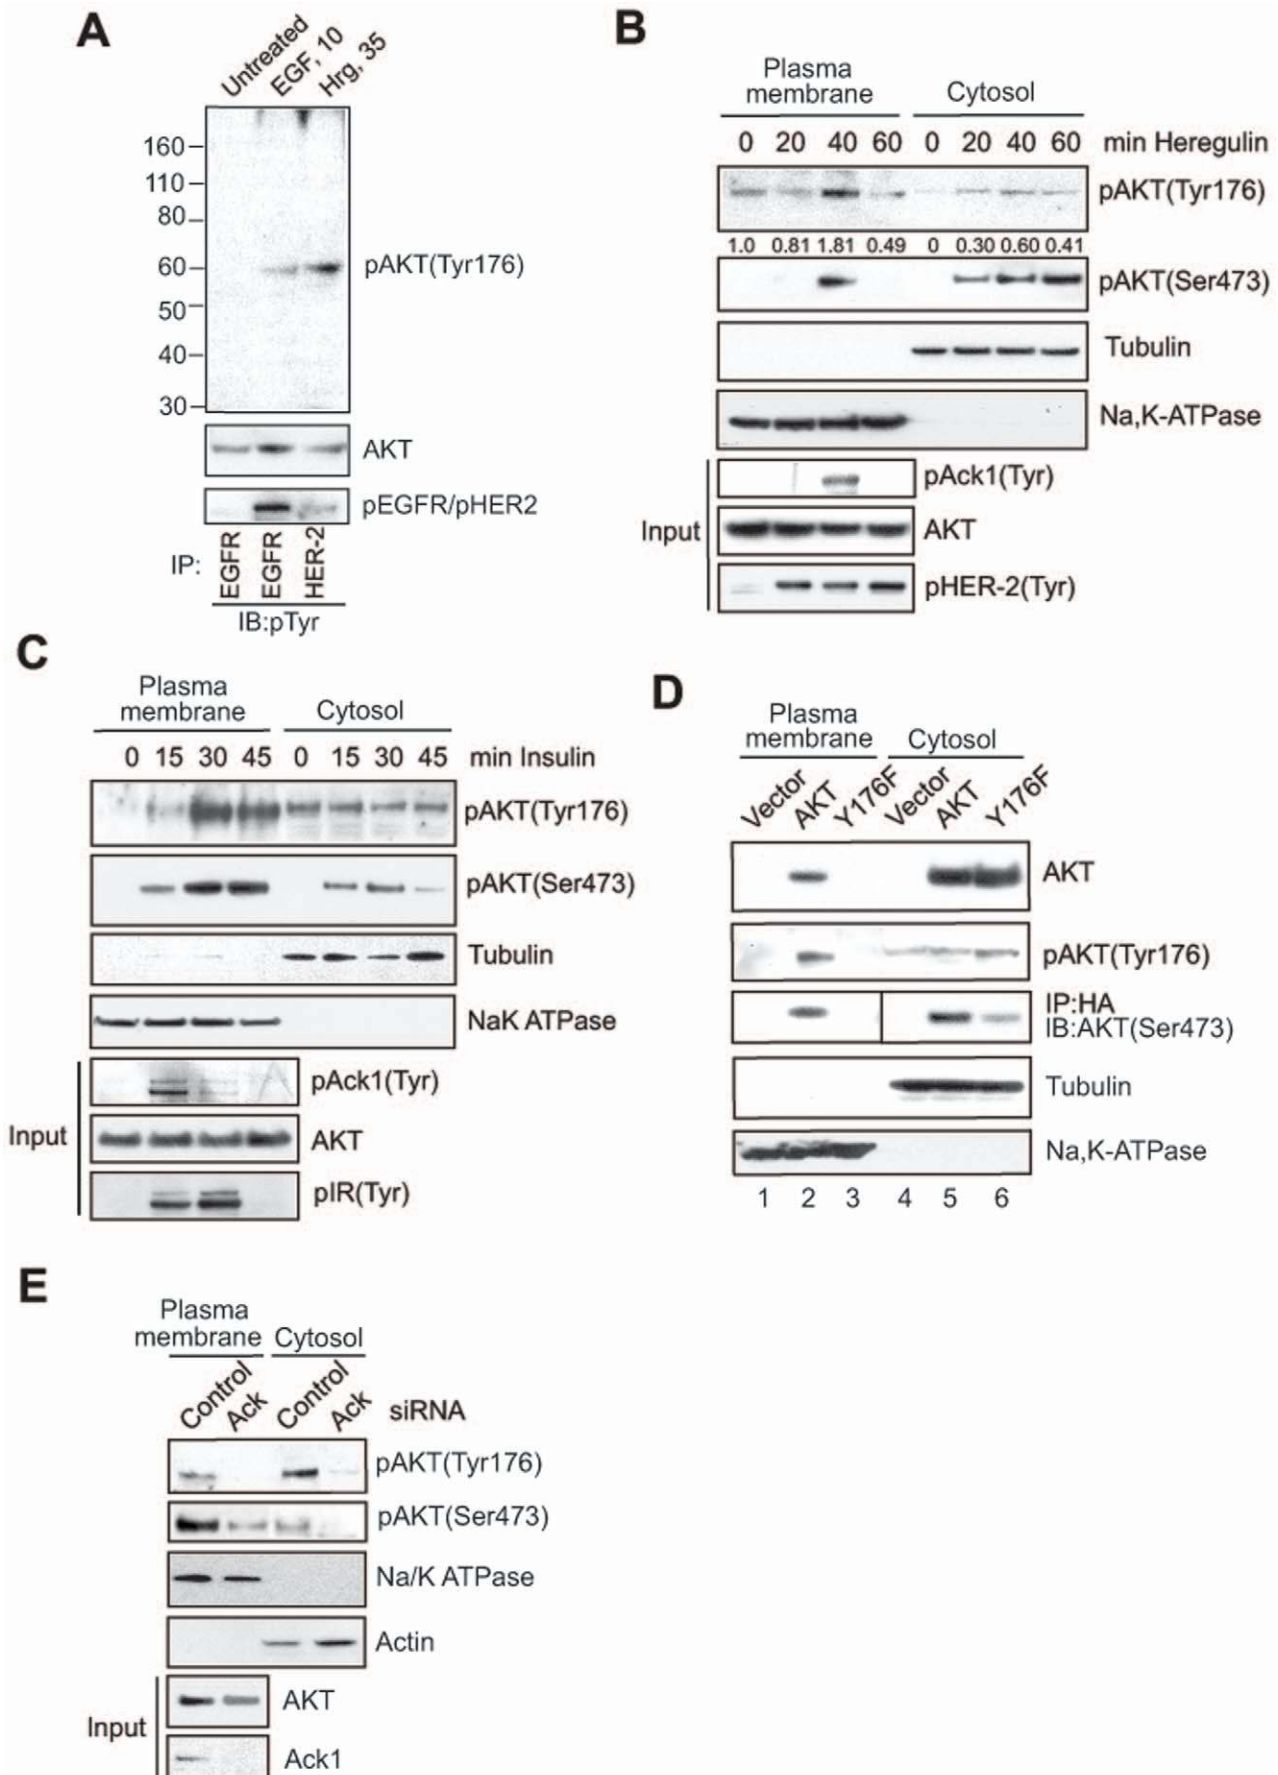 A
Untreated
EGF, 10
Hrg, 35
160
110
80
60
50
40
30
pAKT(Tyr176)
AKT
pEGFR/pHER2
IP:
EGFR
EGFR
HER-2
IB:pTyr
B
Plasma
membrane
Cytosol
0 20 40 60 0 20 40 60 min Heregulin
pAKT(Tyr176)
1.0 0.81 1.81 0.49 0 0.30 0.60 0.41
pAKT(Ser473)
Tubulin
Na,K-ATPase
Input
pAck1(Tyr)
AKT
pHER-2(Tyr)
C
Plasma
membrane
Cytosol
0 15 30 45 0 15 30 45 min Insulin
pAKT(Tyr176)
pAKT(Ser473)
Tubulin
NaK ATPase
Input
pAck1(Tyr)
AKT
pIR(Tyr)
D
Plasma
membrane
Cytosol
Vector
AKT
Y176F
Vector
AKT
Y176F
AKT
pAKT(Tyr176)
IP:HA
IB:AKT(Ser473)
Tubulin
Na,K-ATPase
1 2 3 4 5 6
E
Plasma
membrane
Cytosol
Control
Ack
Control
Ack
siRNA
pAKT(Tyr176)
pAKT(Ser473)
Na/K ATPase
Actin
Input
AKT
Ack1